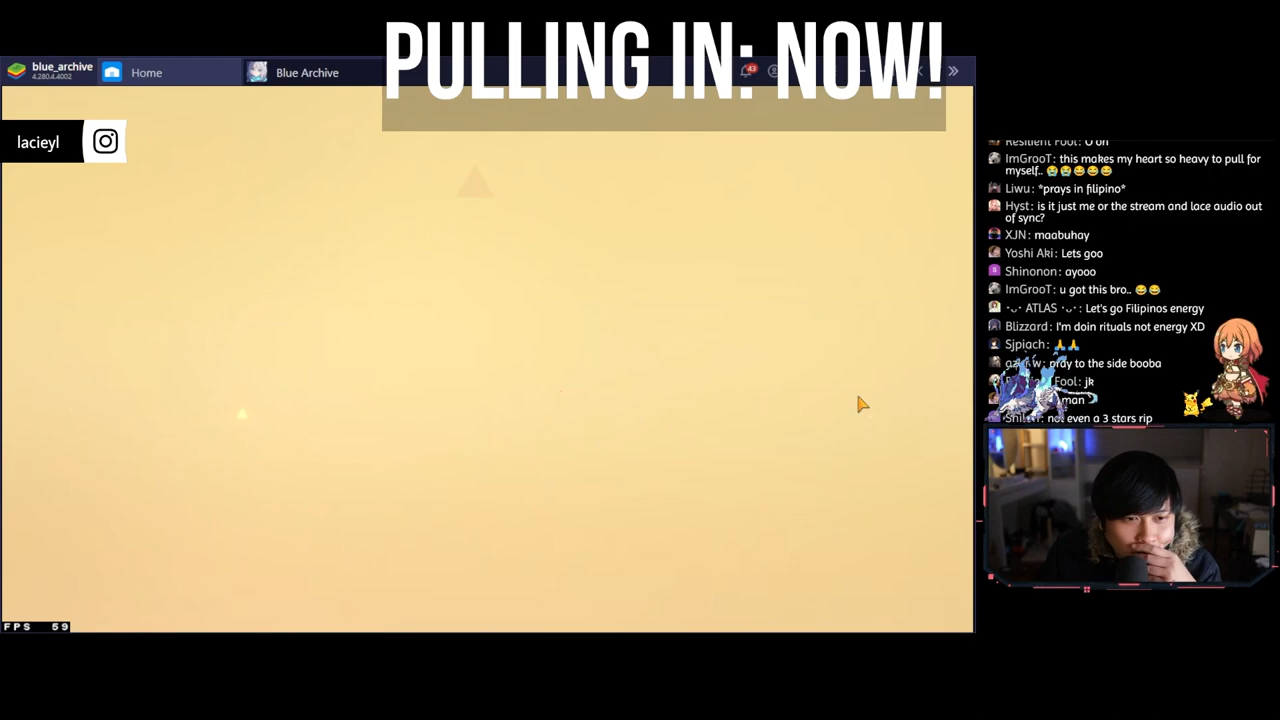 PULLING IN: NOW!
blue_archive
4.280.4.4002
Home
Blue Archive
43
lacieyl
Resilient Fool: U on
ImGrooT: this makes my heart so heavy to pull for
myself.. 😭😭😂😂😂
Liwu: *prays in filipino*
Hyst: is it just me or the stream and lace audio out
of sync?
XJN: maabuhay
Yoshi Aki: Lets goo
Shinonon: ayooo
ImGrooT: u got this bro.. 😂😂
･ᴗ･ ATLAS ･ᴗ･: Let's go Filipinos energy
Blizzard: I'm doin rituals not energy XD
Sjpiach: 🙏🙏
pray to the side booba
Fool: jk
man
not even a 3 stars rip
FPS 59